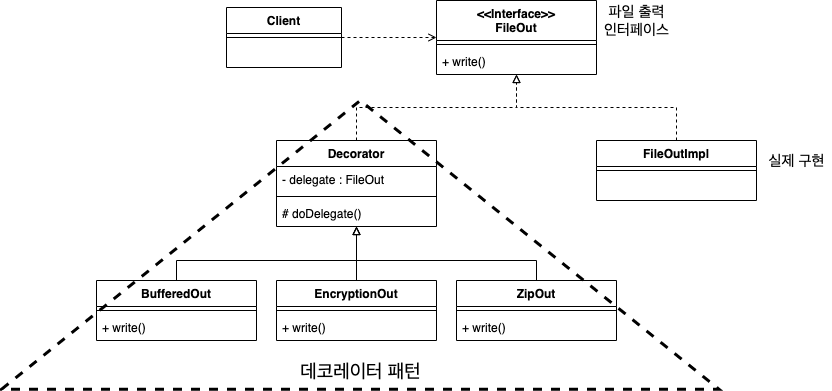 Client
<<Interface>>
FileOut
+ write()
파일 출력
인터페이스
Decorator
- delegate : FileOut
# doDelegate()
FileOutImpl
실제 구현
BufferedOut
+ write()
EncryptionOut
+ write()
ZipOut
+ write()
데코레이터 패턴